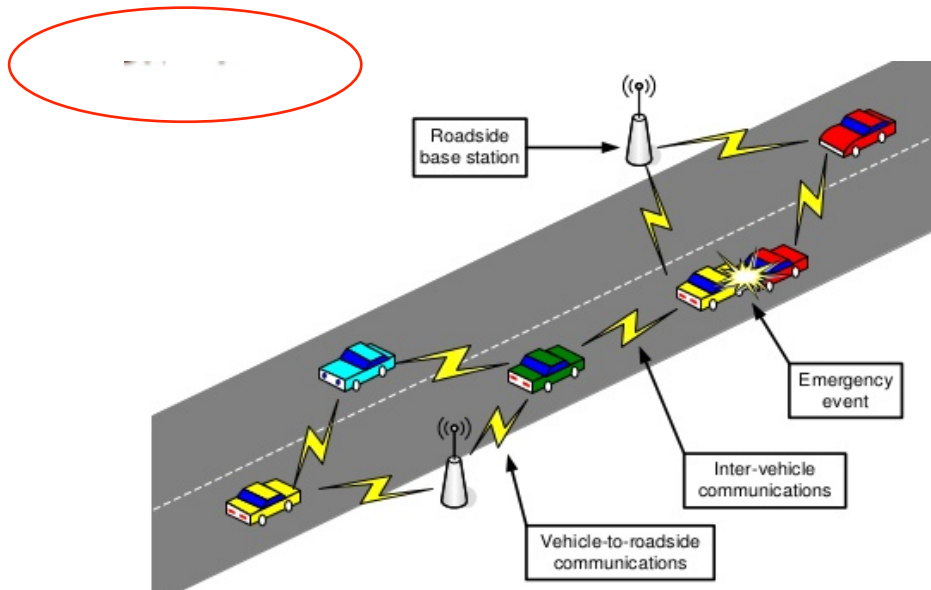 Roadside
base station
Emergency
event
Inter-vehicle
communications
Vehicle-to-roadside
communications